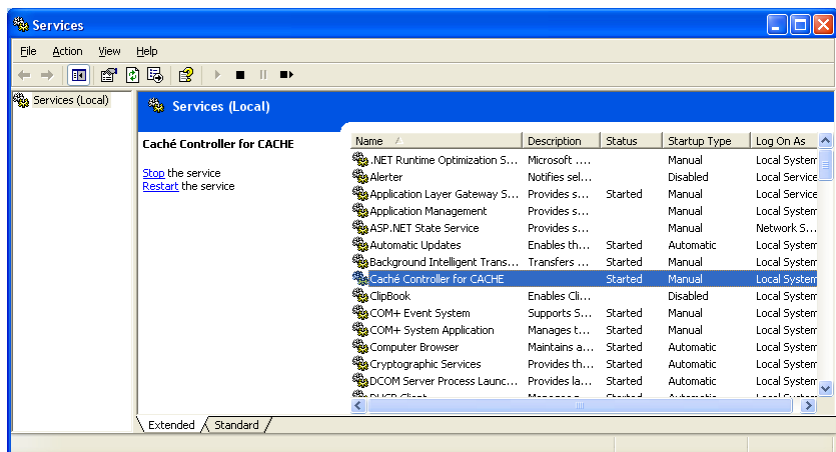 Services
File Action View Help
Services (Local)
Services (Local)
Caché Controller for CACHE
Stop the service
Restart the service
Name Description Status Startup Type Log On As
.NET Runtime Optimization S... Microsoft .... Manual Local System
Alerter Notifies sel... Disabled Local Service
Application Layer Gateway S... Provides s... Started Manual Local Service
Application Management Provides s... Manual Local System
ASP.NET State Service Provides s... Manual Network S...
Automatic Updates Enables th... Started Automatic Local System
Background Intelligent Trans... Transfers ... Started Manual Local System
Caché Controller for CACHE Started Manual Local System
ClipBook Enables Cli... Disabled Local System
COM+ Event System Supports S... Started Manual Local System
COM+ System Application Manages t... Started Manual Local System
Computer Browser Maintains a... Started Automatic Local System
Cryptographic Services Provides th... Started Automatic Local System
DCOM Server Process Launc... Provides la... Started Automatic Local System
DHCP Client Manages n... Started Automatic Local System
Extended Standard